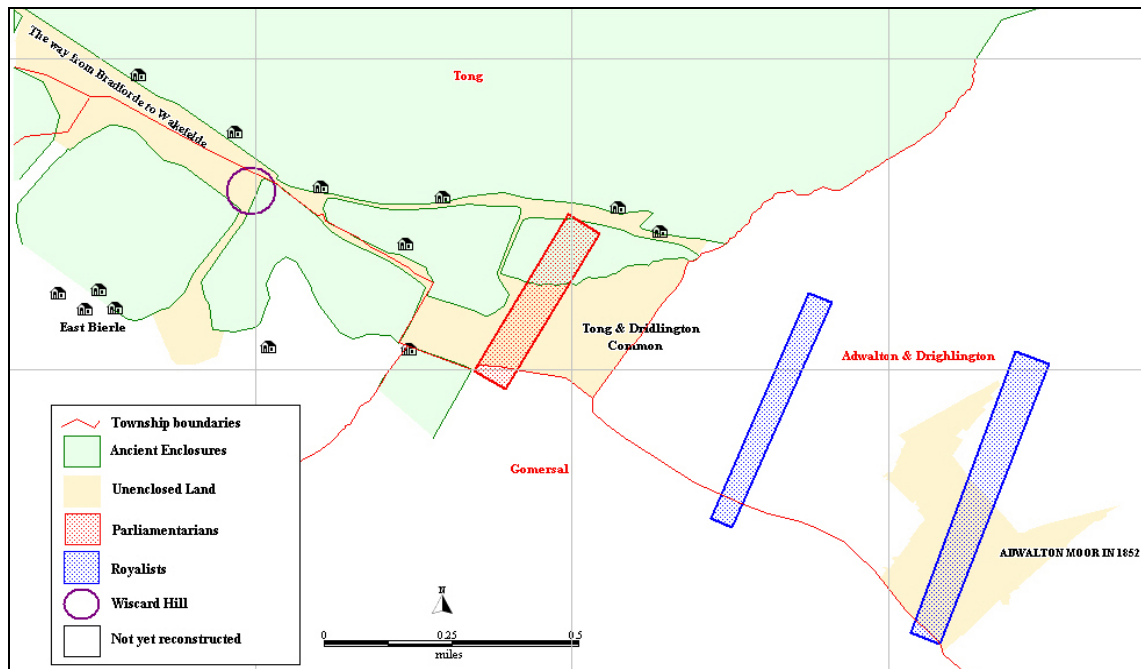 The way from Bradforde to Wakefelde
Tong
East Bierle
Tong & Dridlington
Common
Adwalton & Drighlington
Gomersal
ADWALTON MOOR IN 1852
Township boundaries
Ancient Enclosures
Unenclosed Land
Parliamentarians
Royalists
Wiscard Hill
Not yet reconstructed
N
0 0.25 0.5
miles